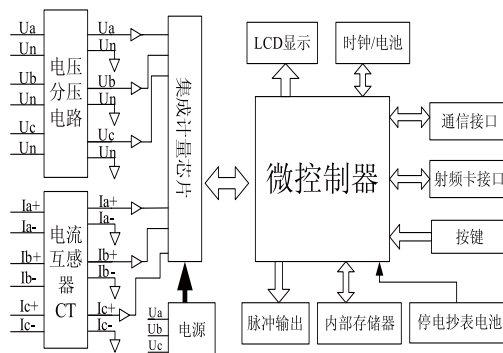 Ua
Un
Ub
Un
Uc
Un
电压
分压
电路
Ua
Un
Ub
Un
Uc
Un
Ia+
Ia-
Ib+
Ib-
Ic+
Ic-
电流
互感
器
CT
Ia+
Ia-
Ib+
Ib-
Ic+
Ic-
集成计量芯片
Ua
Ub
Uc
电源
LCD显示
时钟/电池
微控制器
通信接口
射频卡接口
按键
脉冲输出
内部存储器
停电抄表电池